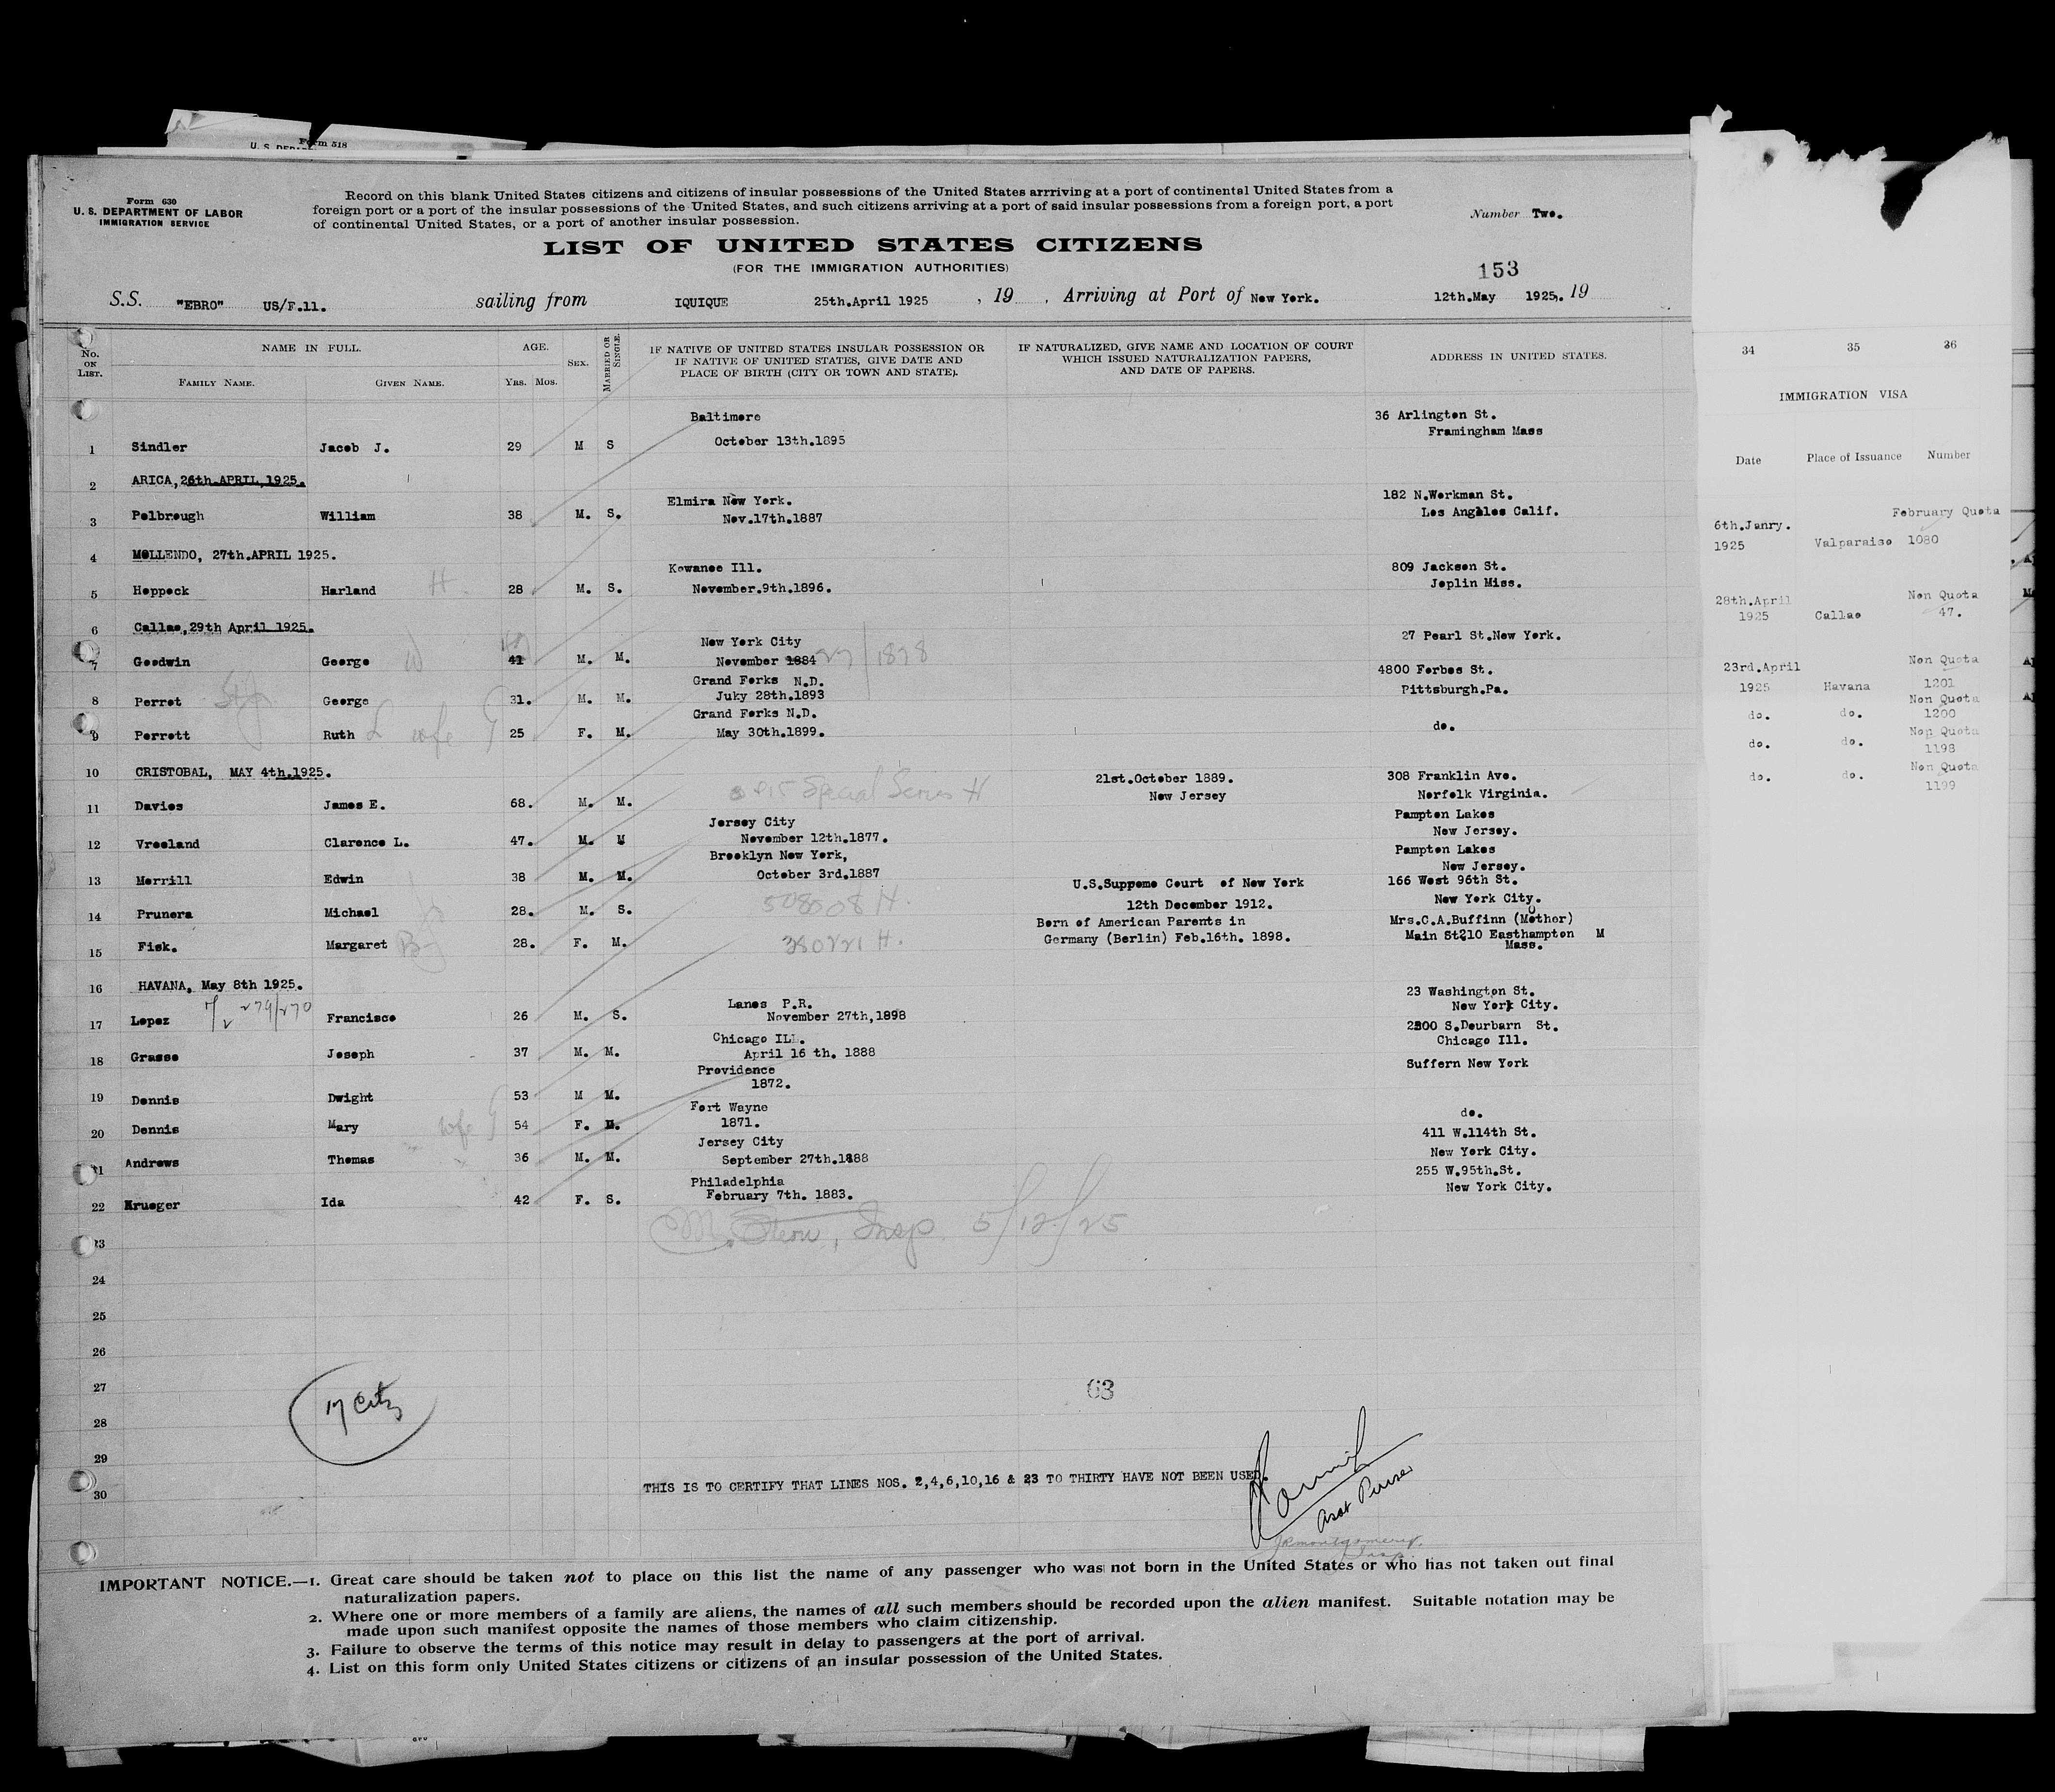 Form 518
Form 630
U. S. DEPARTMENT OF LABOR
IMMIGRATION SERVICE
Record on this blank United States citizens and citizens of insular possessions of the United States arrriving at a port of continental United States from a
foreign port or a port of the insular possessions of the United States, and such citizens arriving at a port of said insular possessions from a foreign port, a port
of continental United States, or a port of another insular possession.
Number Two.
LIST OF UNITED STATES CITIZENS
(FOR THE IMMIGRATION AUTHORITIES)
153
S.S. "EBRO" US/F.11. sailing from IQUIQUE 25th.April 1925 , 19 , Arriving at Port of New York. 12th.May 1925,. 19
No. ON LIST.
NAME IN FULL.
FAMILY NAME. GIVEN NAME.
AGE.
YRS. MOS.
SEX.
MARRIED OR SINGLE.
IF NATIVE OF UNITED STATES INSULAR POSSESSION OR
IF NATIVE OF UNITED STATES, GIVE DATE AND
PLACE OF BIRTH (CITY OR TOWN AND STATE).
IF NATURALIZED, GIVE NAME AND LOCATION OF COURT
WHICH ISSUED NATURALIZATION PAPERS,
AND DATE OF PAPERS.
ADDRESS IN UNITED STATES.
Baltimore 36 Arlington St.
Framingham Mass
1 Sindler Jacob J. 29 M S October 13th.1895
2 ARICA, 26th.APRIL,1925.
Elmira New York. 182 N.Workman St.
3 Pelbrough William 38 M. S. Nov.17th.1887 Los Angeles Calif.
4 MOLLENDO, 27th.APRIL 1925.
Kewanee Ill. 809 Jackson St.
5 Heppeck Harland H 28 M. S. November.9th.1896. Joplin Miss.
6 Callao,29th April 1925.
New York City 27 Pearl St.New York.
7 Goodwin George W 41 M. M. November 1884 27/1878
Grand Forks N.D. 4800 Forbes St.
8 Perret George 31. M. M. Juky 28th.1893 Pittsburgh.Pa.
Grand Forks N.D.
9 Perrett Ruth L wife 25 F. M. May 30th.1899. do.
10 CRISTOBAL, MAY 4th.1925.
21st.October 1889. 308 Franklin Ave.
11 Davies James E. 68. M. M. Special Series H New Jersey Norfolk Virginia.
Jersey City Pampton Lakes
New Jersey.
12 Vreeland Clarence L. 47. M. M November 12th.1877.
Brooklyn New York, Pampton Lakes
New Jersey.
13 Merrill Edwin 38 M. M. October 3rd.1887
U.S.Suppome Court of New York 166 West 96th St.
14 Prunera Michael 28. M. S. 508508 H. 12th December 1912. New York City.
Born of American Parents in Mrs.C.A.Buffinn (Mother)
15 Fisk. Margaret B 28. F. M. 380221 H. Germany (Berlin) Feb.16th. 1898. Main St210 Easthampton M
Mass.
16 HAVANA, May 8th 1925.
279/270
Lanes P.R. 23 Washington St.
17 Lopez Francisco 26 M. S. November 27th,1898 New York City.
Chicago ILL. 2300 S.Deurbarn St.
18 Grasso Joseph 37 M. M. April 16 th. 1888 Chicago Ill.
Providence Suffern New York
1872.
19 Dennis Dwight 53 M M.
Fort Wayne do.
20 Dennis Mary wife 54 F. M. 1871.
Jersey City 411 W.114th St.
21 Andrews Thomas 36 M. M. September 27th.1888 New York City.
Philadelphia 255 W.95th.St.
22 Krueger Ida 42 F. S. February 7th. 1883. New York City.
M. Stern, Insp. 5/12/25
23
24
25
26
27
28
29
30
17 Citz
63
THIS IS TO CERTIFY THAT LINES NOS. 2,4,6,10,16 & 23 TO THIRTY HAVE NOT BEEN USED.
Asst Purser
JRMontgomery.
Insp.
IMPORTANT NOTICE.—1. Great care should be taken not to place on this list the name of any passenger who was not born in the United States or who has not taken out final
naturalization papers.
2. Where one or more members of a family are aliens, the names of all such members should be recorded upon the alien manifest. Suitable notation may be
made upon such manifest opposite the names of those members who claim citizenship.
3. Failure to observe the terms of this notice may result in delay to passengers at the port of arrival.
4. List on this form only United States citizens or citizens of an insular possession of the United States.
34 35 36
IMMIGRATION VISA
Date Place of Issuance Number
February Quota
6th.Janry.
1925 Valparaiso 1080
Non Quota
28th.April
1925 Callao 47.
Non Quota
23rd.April
1925 Havana 1201
Non Quota
do. do. 1200
Non Quota
do. do. 1198
Non Quota
do. do. 1199